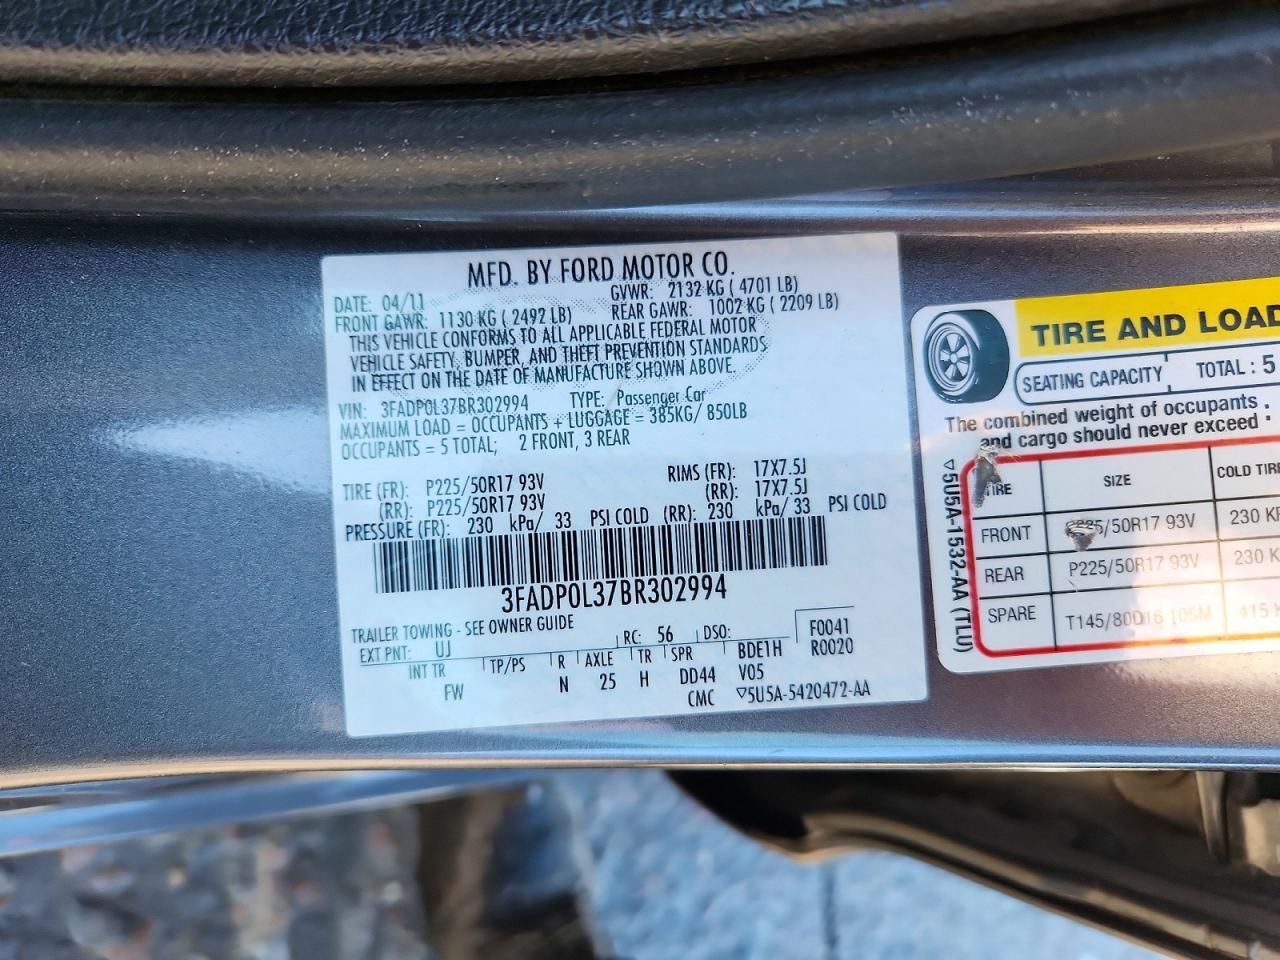 MFD. BY FORD MOTOR CO.
DATE: 04/11 GVWR: 2132 KG ( 4701 LB)
FRONT GAWR: 1130 KG ( 2492 LB) REAR GAWR: 1002 KG ( 2209 LB)
THIS VEHICLE CONFORMS TO ALL APPLICABLE FEDERAL MOTOR
VEHICLE SAFETY, BUMPER, AND THEFT PREVENTION STANDARDS
IN EFFECT ON THE DATE OF MANUFACTURE SHOWN ABOVE.
VIN: 3FADP0L37BR302994 TYPE: Passenger Car
MAXIMUM LOAD = OCCUPANTS + LUGGAGE = 385KG/ 850LB
OCCUPANTS = 5 TOTAL; 2 FRONT, 3 REAR
TIRE (FR): P225/50R17 93V RIMS (FR): 17X7.5J
(RR): P225/50R17 93V (RR): 17X7.5J
PRESSURE (FR): 230 kPa/ 33 PSI COLD (RR): 230 kPa/ 33 PSI COLD
3FADP0L37BR302994
TRAILER TOWING - SEE OWNER GUIDE
EXT PNT: UJ RC: 56 DSO: F0041
INT TR TP/PS R AXLE TR SPR BDE1H R0020
FW N 25 H DD44 V05
CMC ▽5U5A-5420472-AA
TIRE AND LOAD
SEATING CAPACITY TOTAL : 5
The combined weight of occupants
and cargo should never exceed
TIRE SIZE COLD TIRE
FRONT P225/50R17 93V 230
REAR P225/50R17 93V 230
SPARE T145/80D16 105M 415
▽5U5A-1532-AA (TLU)